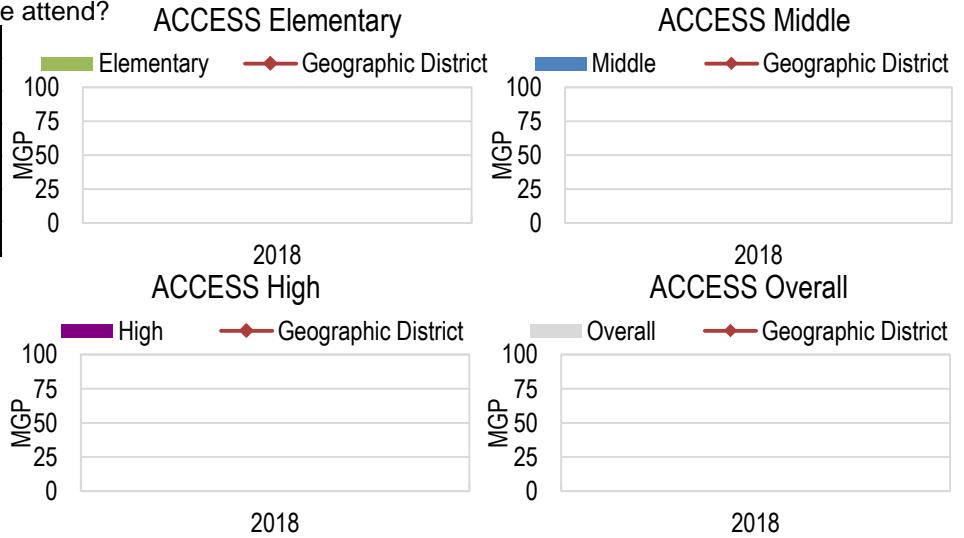 e attend?
ACCESS Elementary
Elementary Geographic District
100
75
50
25
0
MGP
2018
ACCESS Middle
Middle Geographic District
100
75
50
25
0
MGP
2018
ACCESS High
High Geographic District
100
75
50
25
0
MGP
2018
ACCESS Overall
Overall Geographic District
100
75
50
25
0
MGP
2018